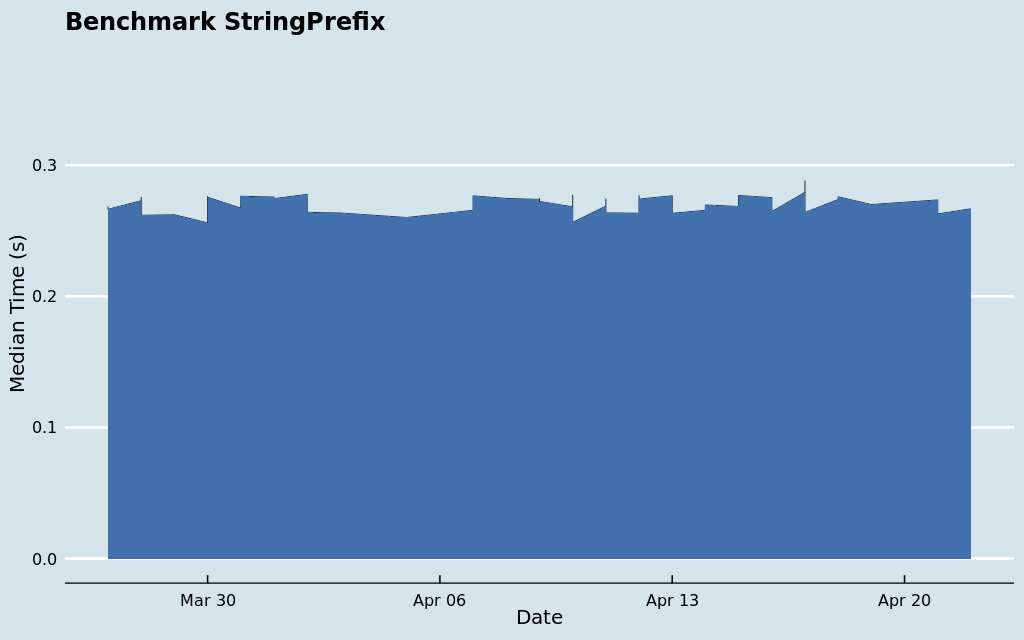 Benchmark StringPrefix
0.3
0.2
0.1
0.0
Median Time (s)
Mar 30
Apr 06
Apr 13
Apr 20
Date